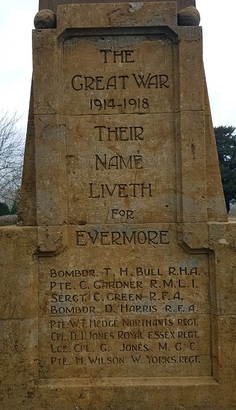 THE
GREAT WAR
1914-1918
THEIR
NAME
LIVETH
FOR
EVERMORE
BOMBDR. T. H. BULL R.H.A.
PTE. C. GARDNER R.M.L.I.
SERGT. C. GREEN R.F.A.
BOMBDR. D. HARRIS R.F.A.
PTE. W. T. HEDGE NORTHANTS REGT.
CPL. D. J. JONES ROYAL ESSEX REGT.
LCE. CPL. G. JONES M.G.C.
PTE. H. WILSON W. YORKS. REGT.